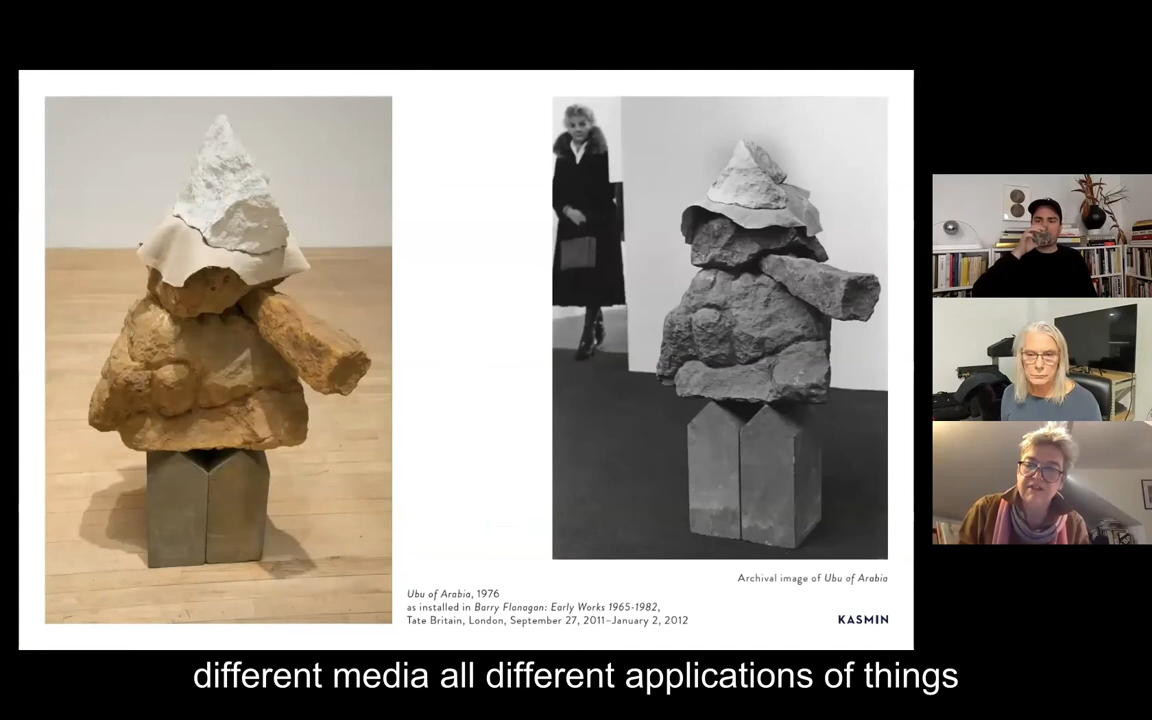 Ubu of Arabia, 1976
as installed in Barry Flanagan: Early Works 1965-1982,
Tate Britain, London, September 27, 2011–January 2, 2012
Archival image of Ubu of Arabia
KASMIN
different media all different applications of things